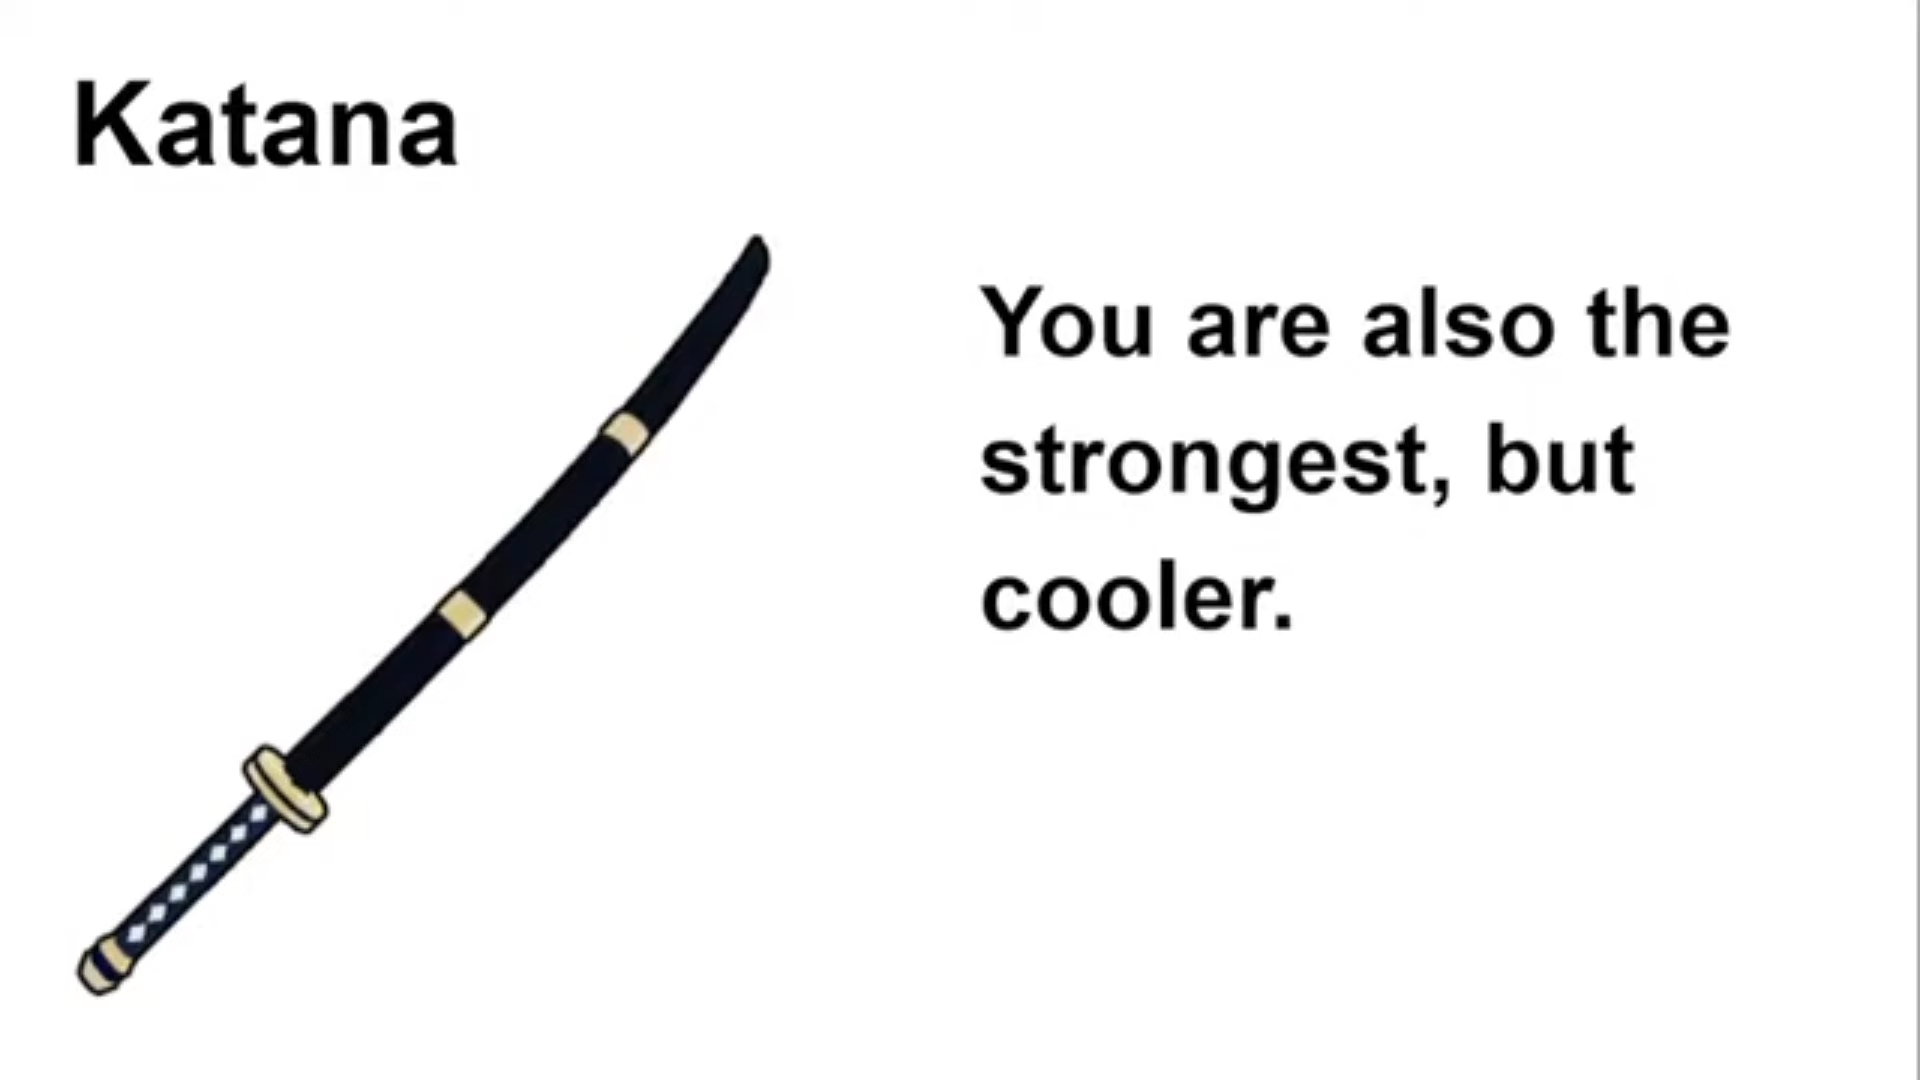 Katana
You are also the
strongest, but
cooler.